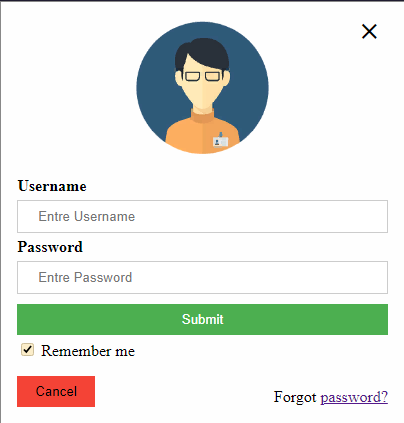 Username
Entre Username
Password
Entre Password
Submit
Remember me
Cancel
Forgot password?